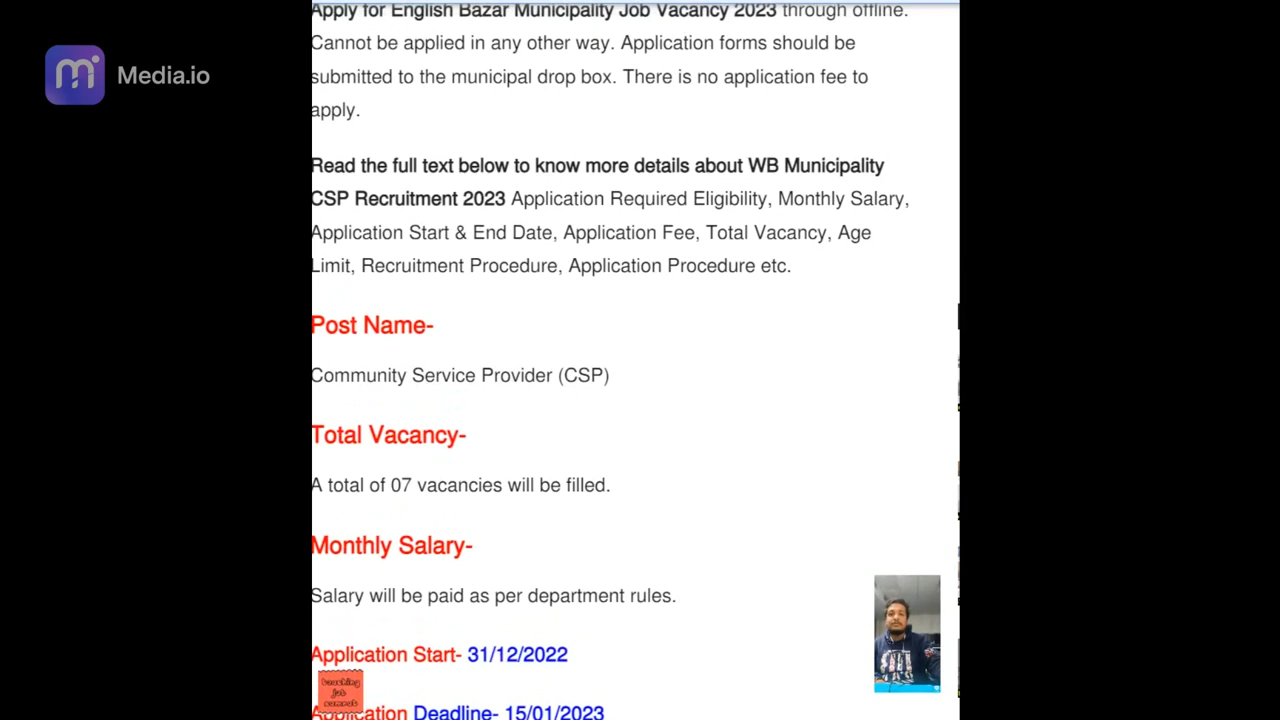 Apply for English Bazar Municipality Job Vacancy 2023 through offline.
Media.io
Cannot be applied in any other way. Application forms should be
submitted to the municipal drop box. There is no application fee to
apply.
Read the full text below to know more details about WB Municipality
CSP Recruitment 2023 Application Required Eligibility, Monthly Salary,
Application Start & End Date, Application Fee, Total Vacancy, Age
Limit, Recruitment Procedure, Application Procedure etc.
Post Name-
Community Service Provider (CSP)
Total Vacancy-
A total of 07 vacancies will be filled.
Monthly Salary-
Salary will be paid as per department rules.
Application Start- 31/12/2022
job
Application Deadline- 15/01/2023